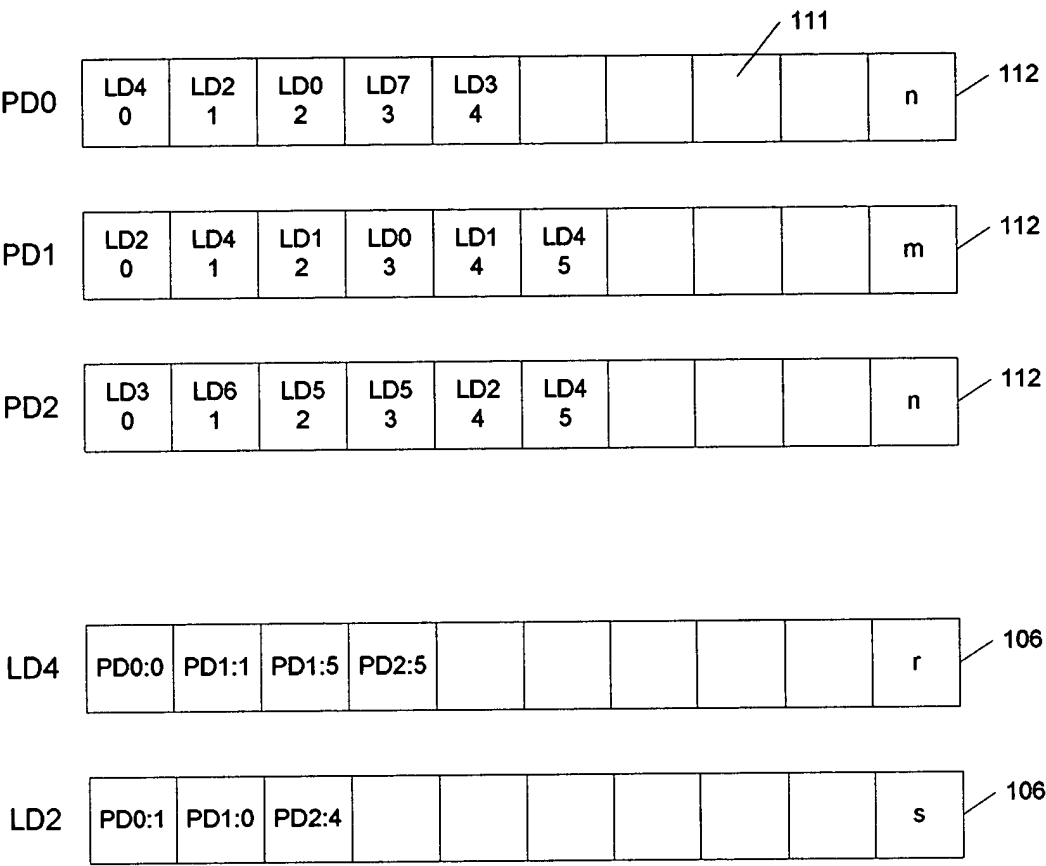 111
PD0 LD4 0 LD2 1 LD0 2 LD7 3 LD3 4 n 112
PD1 LD2 0 LD4 1 LD1 2 LD0 3 LD1 4 LD4 5 m 112
PD2 LD3 0 LD6 1 LD5 2 LD5 3 LD2 4 LD4 5 n 112
LD4 PD0:0 PD1:1 PD1:5 PD2:5 r 106
LD2 PD0:1 PD1:0 PD2:4 s 106